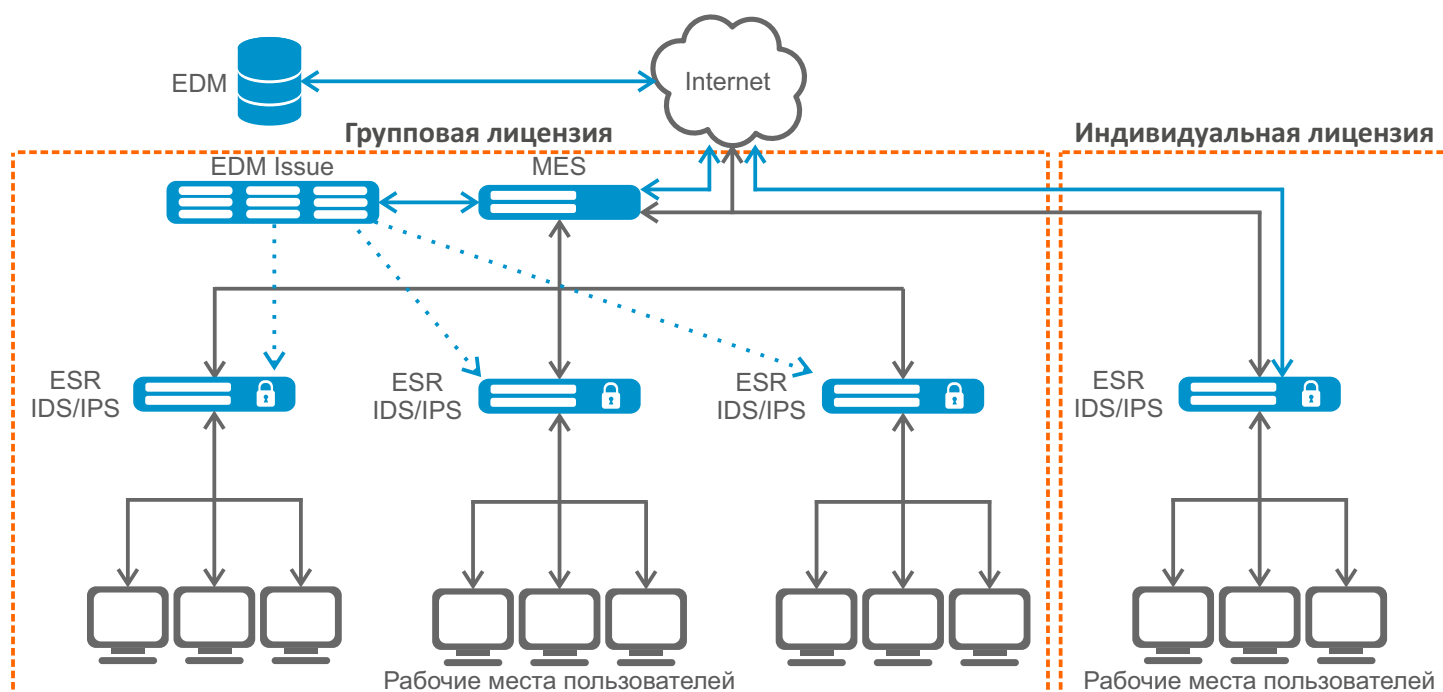 EDM
Internet
Групповая лицензия
Индивидуальная лицензия
EDM Issue
MES
ESR
IDS/IPS
ESR
IDS/IPS
ESR
IDS/IPS
ESR
IDS/IPS
Рабочие места пользователей
Рабочие места пользователей